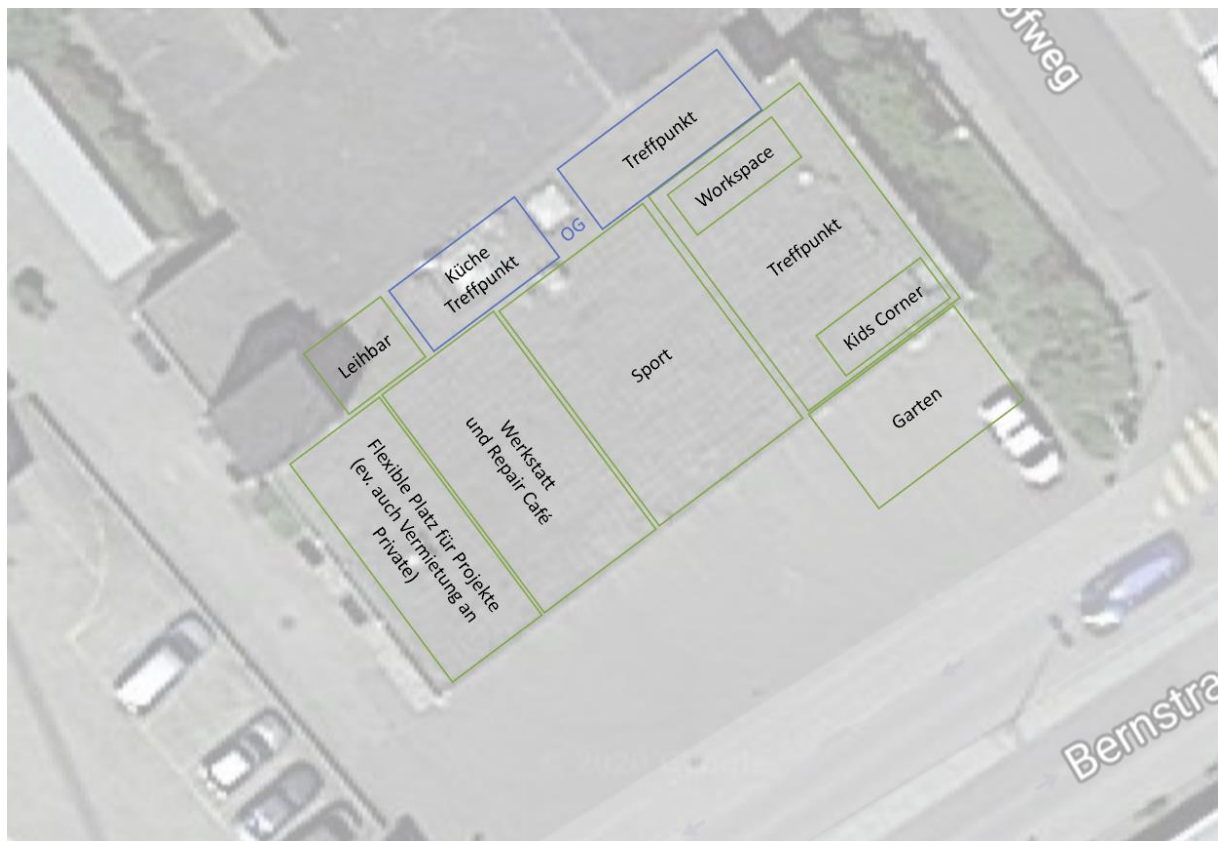 ofweg
Treffpunkt
Workspace
OG
Küche
Treffpunkt
Treffpunkt
Kids Corner
Leihbar
Sport
Garten
Werkstatt
und Repair Café
Flexible Platz für Projekte
(ev. auch Vermietung an
Private)
Bernstra